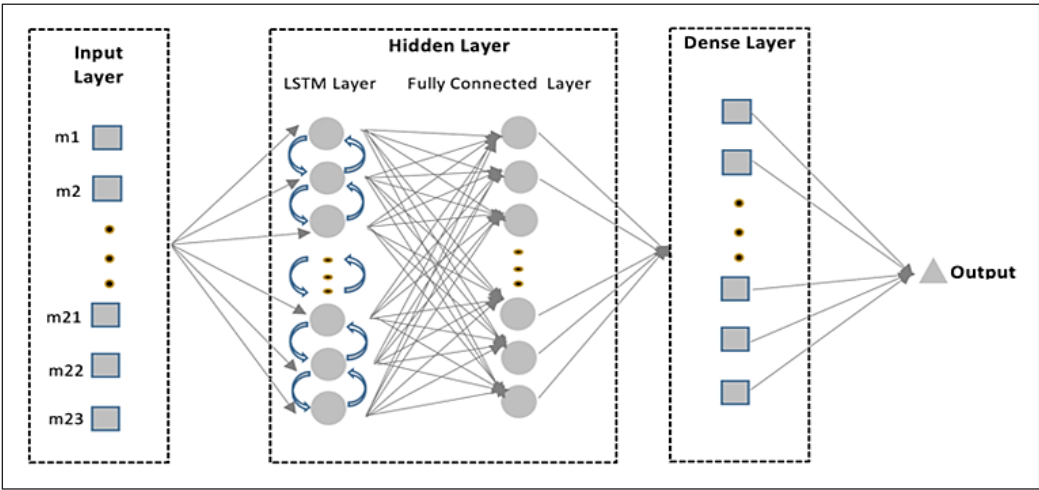 Input
Layer
m1
m2
m21
m22
m23
Hidden Layer
LSTM Layer
Fully Connected Layer
Dense Layer
Output